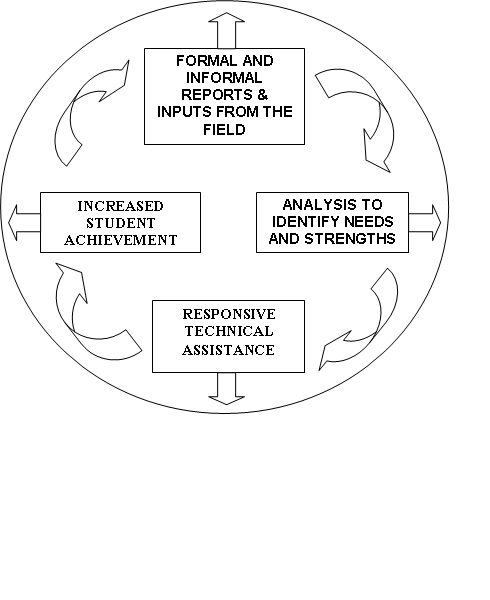 FORMAL AND
INFORMAL
REPORTS &
INPUTS FROM THE
FIELD
INCREASED
STUDENT
ACHIEVEMENT
ANALYSIS TO
IDENTIFY NEEDS
AND STRENGTHS
RESPONSIVE
TECHNICAL
ASSISTANCE